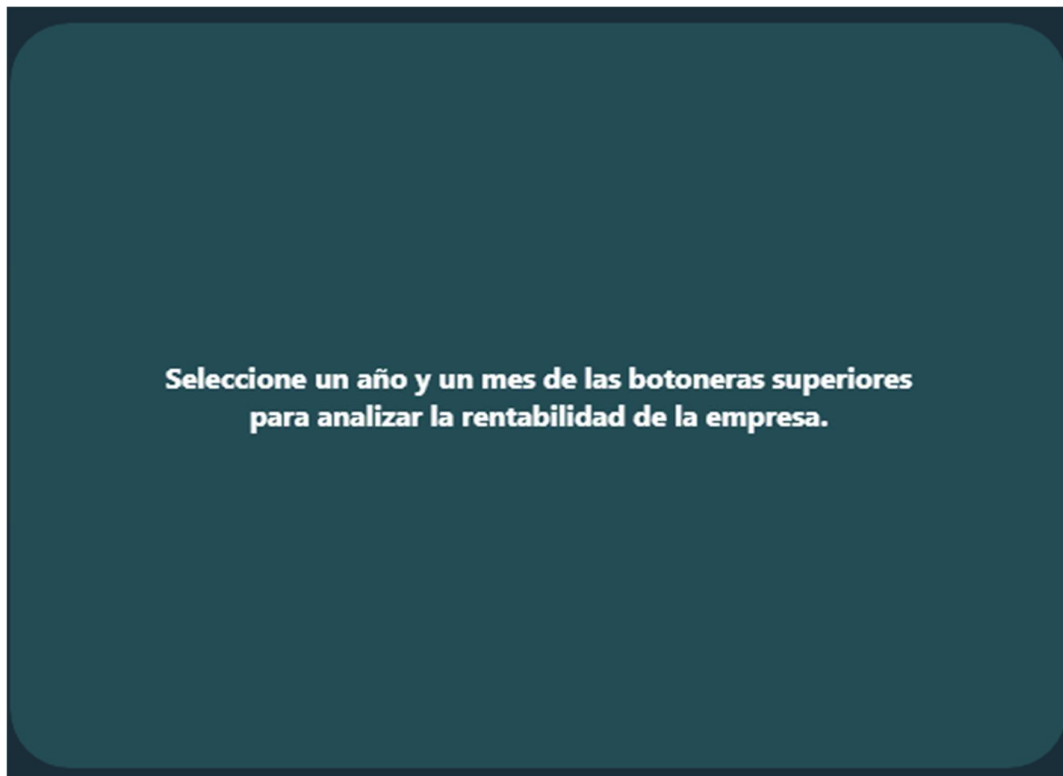 Seleccione un año y un mes de las botoneras superiores
para analizar la rentabilidad de la empresa.